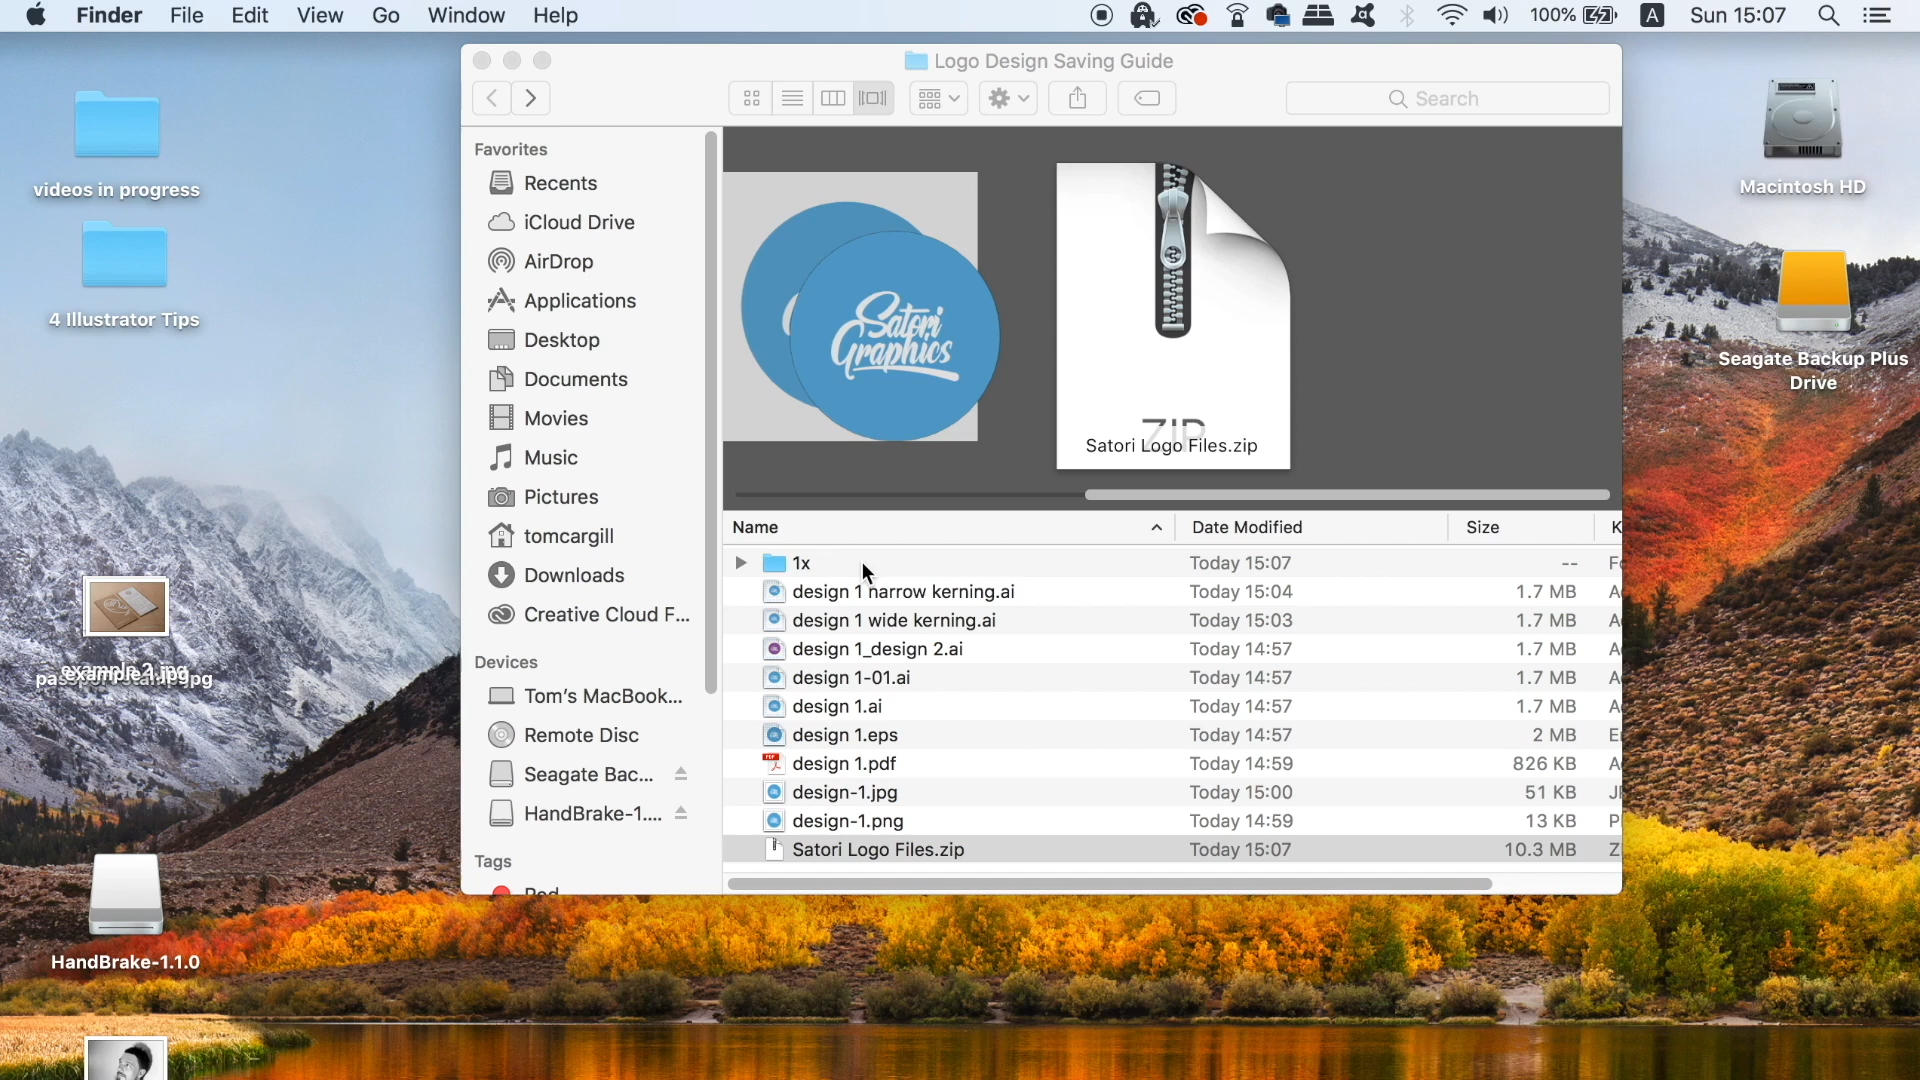 Finder File Edit View Go Window Help 100% A Sun 15:07
Logo Design Saving Guide
Search
videos in progress
4 Illustrator Tips
HandBrake-1.1.0
Favorites
Recents
iCloud Drive
AirDrop
Applications
Desktop
Documents
Movies
Music
Pictures
tomcargill
Downloads
Creative Cloud F...
Devices
Tom's MacBook...
Remote Disc
Seagate Bac...
HandBrake-1....
Tags
Satori
Graphics
ZIP
Satori Logo Files.zip
Name Date Modified Size
1x Today 15:07 --
design 1 narrow kerning.ai Today 15:04 1.7 MB
design 1 wide kerning.ai Today 15:03 1.7 MB
design 1_design 2.ai Today 14:57 1.7 MB
design 1-01.ai Today 14:57 1.7 MB
design 1.ai Today 14:57 1.7 MB
design 1.eps Today 14:57 2 MB
design 1.pdf Today 14:59 826 KB
design-1.jpg Today 15:00 51 KB
design-1.png Today 14:59 13 KB
Satori Logo Files.zip Today 15:07 10.3 MB
Macintosh HD
Seagate Backup Plus
Drive